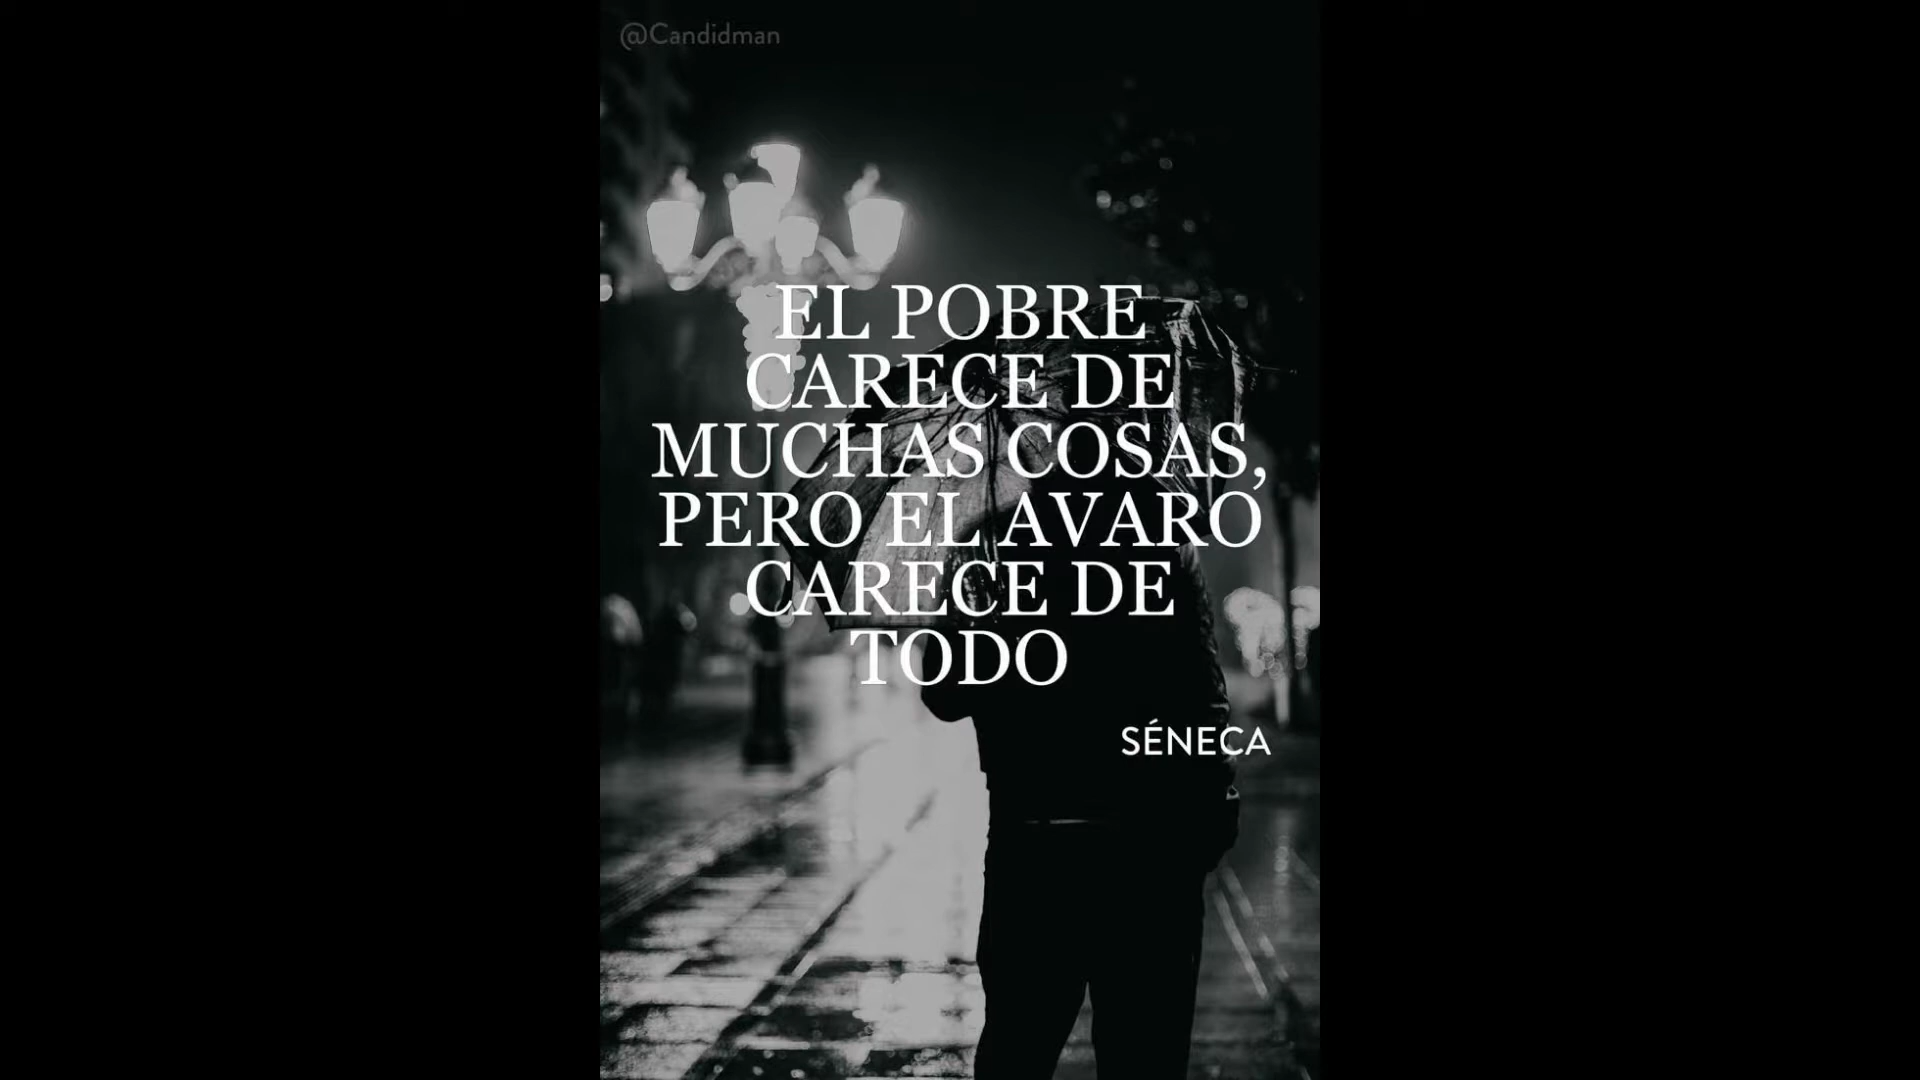 @Candidman
EL POBRE
CARECE DE
MUCHAS COSAS,
PERO EL AVARO
CARECE DE
TODO
SÉNECA